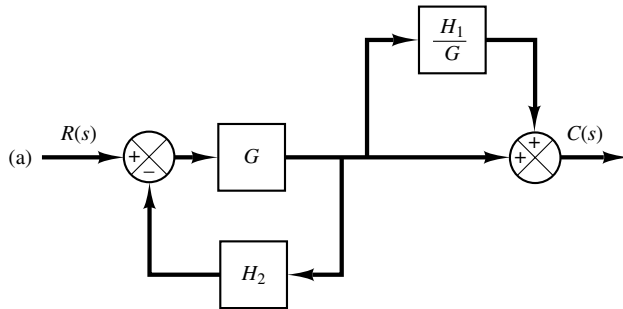 H₁
G
R(s)
C(s)
+
(a)
+
G
+
−
H₂